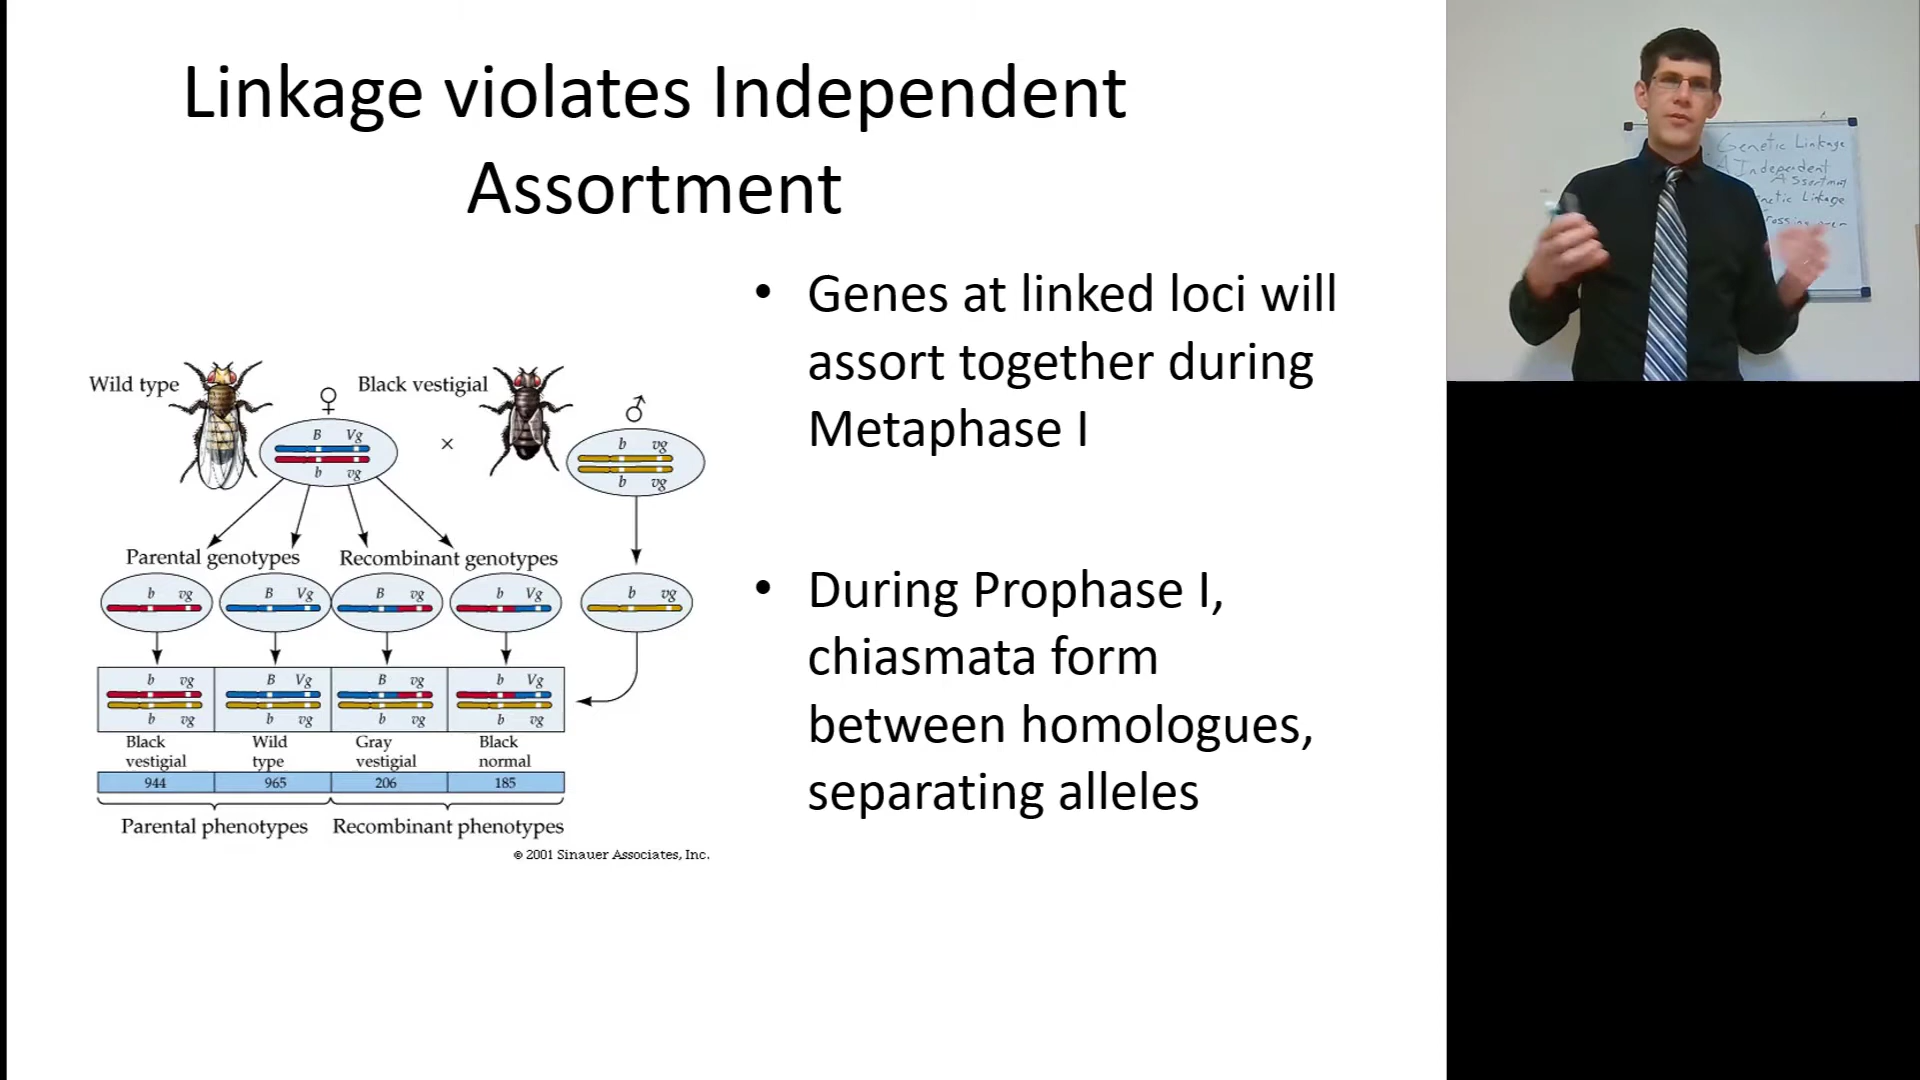 Linkage violates Independent
Assortment
• Genes at linked loci will
assort together during
Metaphase I
• During Prophase I,
chiasmata form
between homologues,
separating alleles
Wild type
♀
Black vestigial
♂
B Vg
b vg
×
b vg
b vg
Parental genotypes
Recombinant genotypes
b vg
B Vg
B vg
b Vg
b vg
b vg
B Vg
B vg
b Vg
b vg
b vg
b vg
b vg
Black
vestigial
Wild
type
Gray
vestigial
Black
normal
944
965
206
185
Parental phenotypes
Recombinant phenotypes
© 2001 Sinauer Associates, Inc.
Genetic Linkage
Independent
Linkage